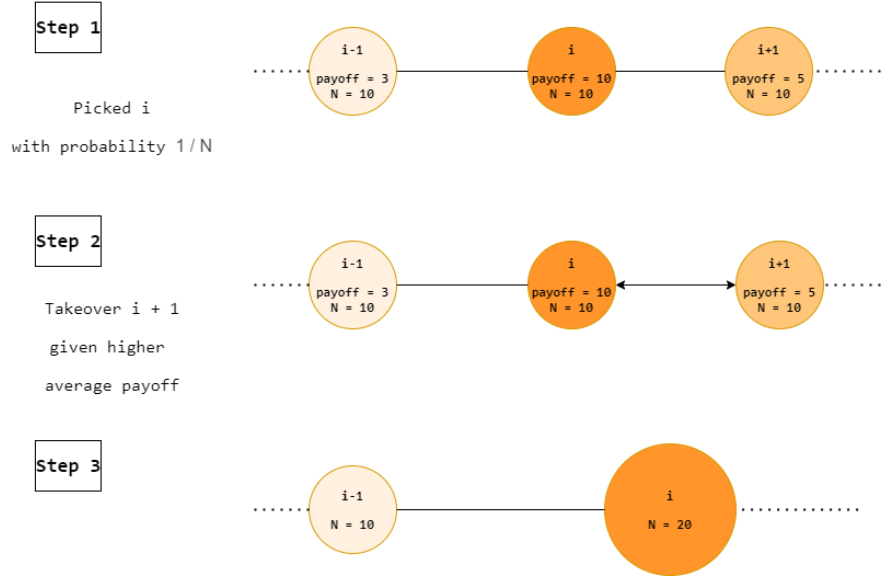 Step 1
Picked i
with probability 1 / N
i-1
payoff = 3
N = 10
i
payoff = 10
N = 10
i+1
payoff = 5
N = 10
Step 2
Takeover i + 1
given higher
average payoff
i-1
payoff = 3
N = 10
i
payoff = 10
N = 10
i+1
payoff = 5
N = 10
Step 3
i-1
N = 10
i
N = 20